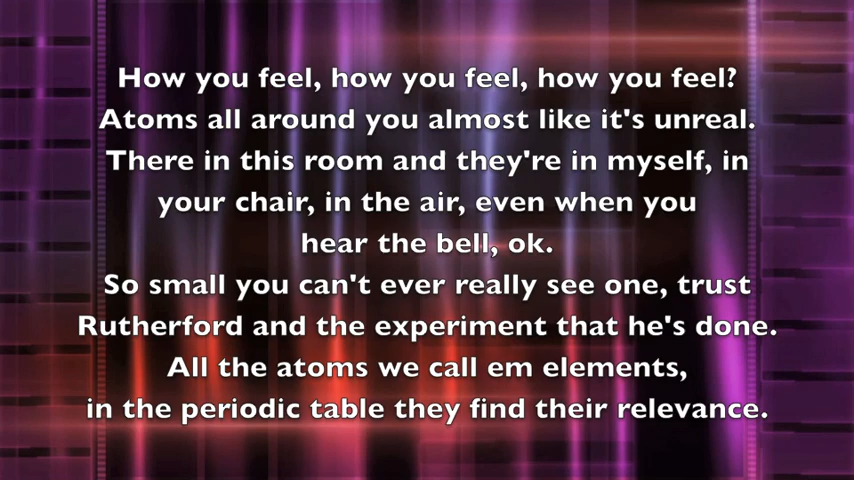 How you feel, how you feel, how you feel?
Atoms all around you almost like it's unreal.
There in this room and they're in myself, in
your chair, in the air, even when you
hear the bell, ok.
So small you can't ever really see one, trust
Rutherford and the experiment that he's done.
All the atoms we call em elements,
in the periodic table they find their relevance.